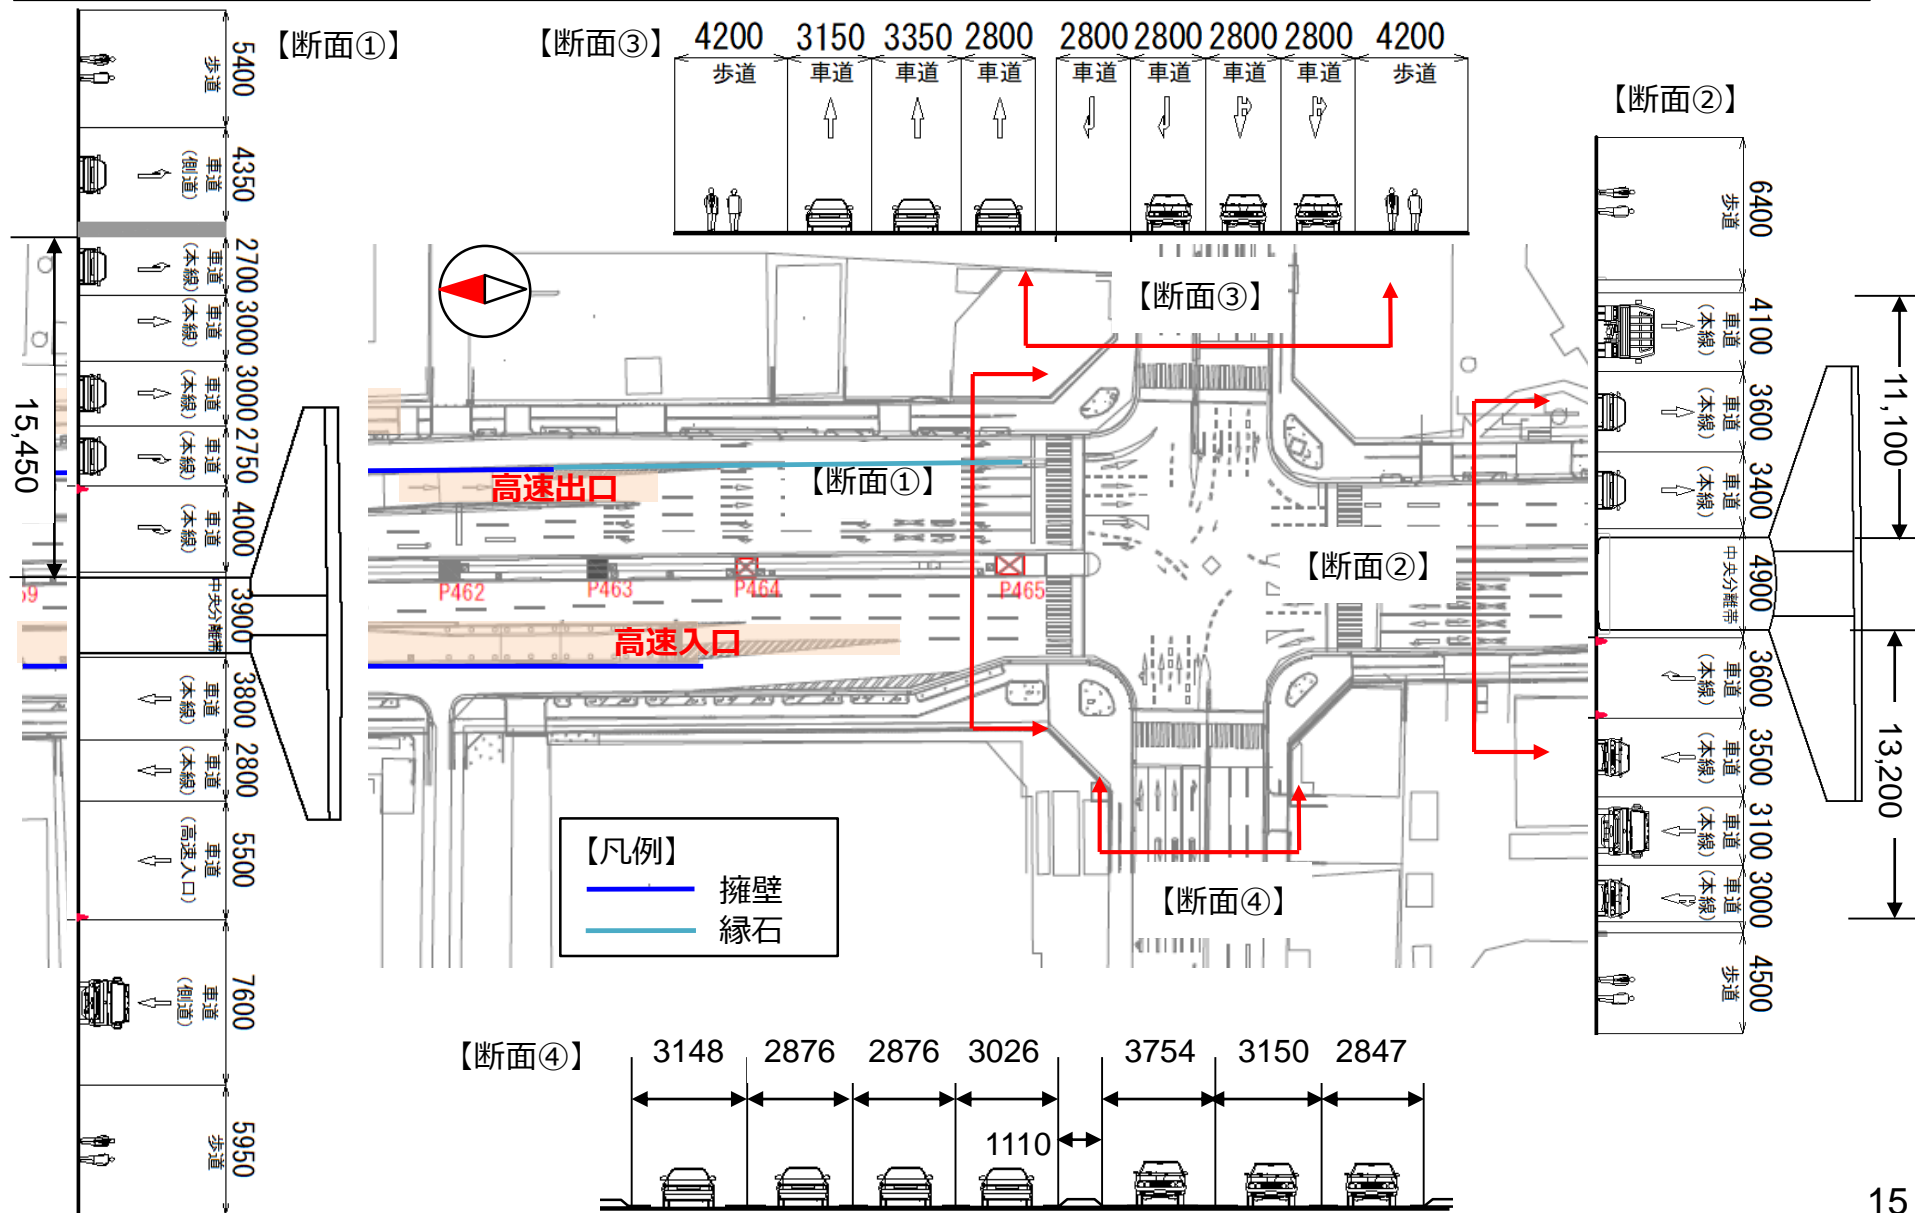 【断面①】
5400
歩道
4350
車道
(側道)
2700
車道
(本線)
3000
車道
(本線)
3000
車道
(本線)
2750
車道
(本線)
4000
車道
(本線)
3900
中央分離帯
3800
車道
(本線)
2800
車道
(本線)
5500
車道
(高速入口)
7600
車道
(側道)
5950
歩道
15,450
【断面③】
4200 3150 3350 2800 2800 2800 2800 2800 4200
歩道 車道 車道 車道 車道 車道 車道 車道 歩道
【断面②】
6400
歩道
4100
車道
(本線)
3600
車道
(本線)
3400
車道
(本線)
4900
中央分離帯
3600
車道
(本線)
3500
車道
(本線)
3100
車道
(本線)
3000
車道
(本線)
4500
歩道
11,100
13,200
【断面③】
【断面①】
高速出口
【断面②】
P462 P463 P464 P465
高速入口
【断面④】
【凡例】
擁壁
縁石
【断面④】
3148 2876 2876 3026 3754 3150 2847
1110
15